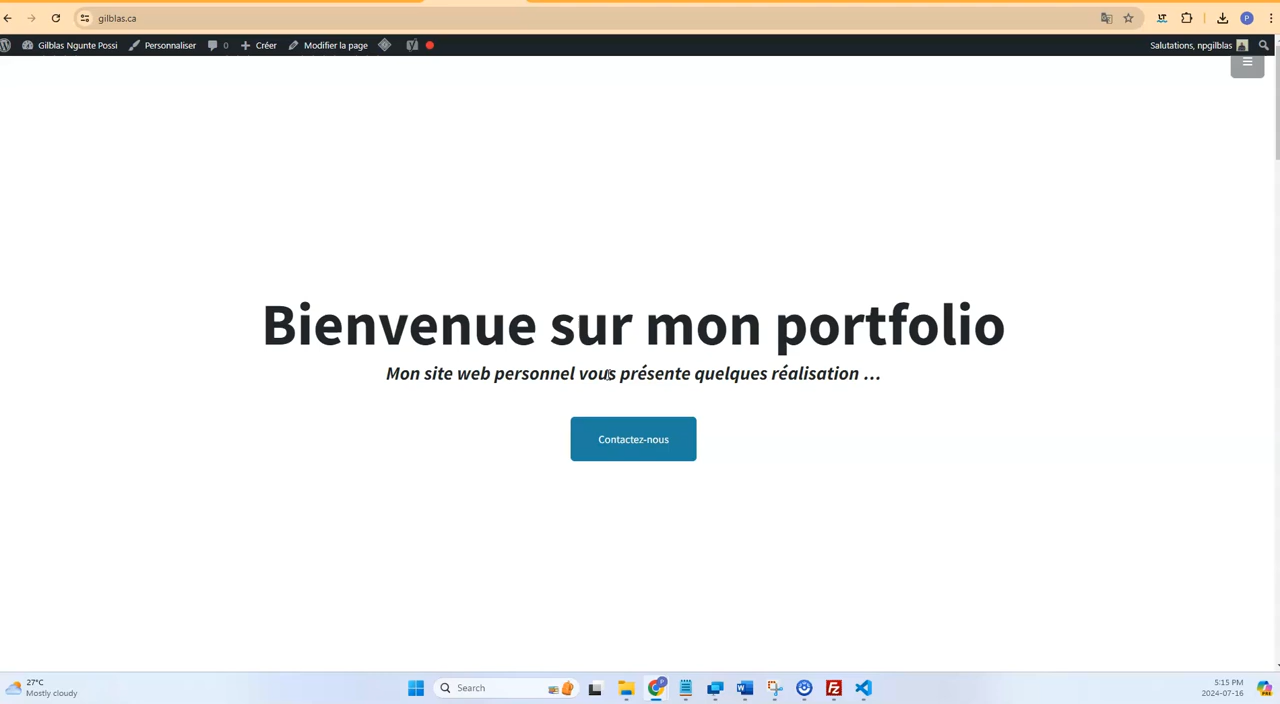 gilblas.ca
Gilblas Ngunte Possi
Personnaliser
0
Créer
Modifier la page
Salutations, npgilblas
Bienvenue sur mon portfolio
Mon site web personnel vous présente quelques réalisation ...
Contactez-nous
27°C
Mostly cloudy
Search
5:15 PM
2024-07-16